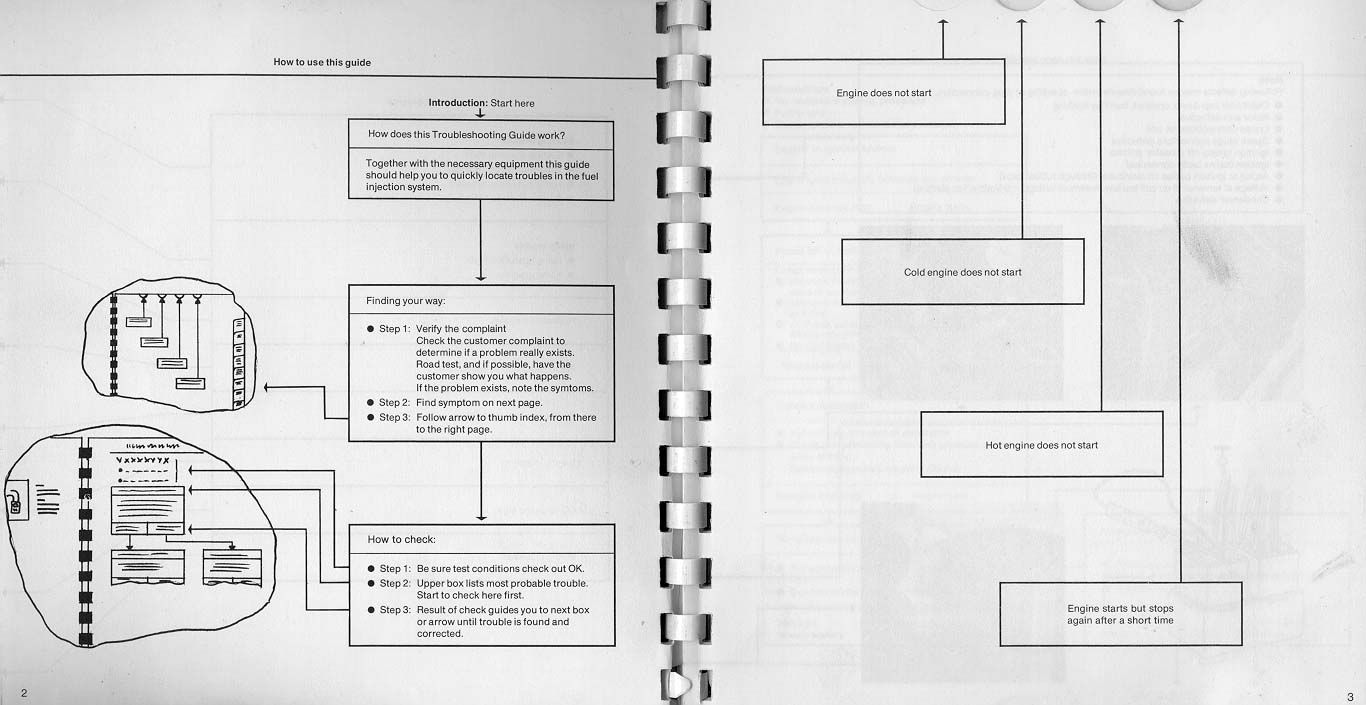 How to use this guide
Introduction: Start here
How does this Troubleshooting Guide work?
Together with the necessary equipment this guide
should help you to quickly locate troubles in the fuel
injection system.
Finding your way:
● Step 1: Verify the complaint
Check the customer complaint to
determine if a problem really exists.
Road test, and if possible, have the
customer show you what happens.
If the problem exists, note the symtoms.
● Step 2: Find symptom on next page.
● Step 3: Follow arrow to thumb index, from there
to the right page.
How to check:
● Step 1: Be sure test conditions check out OK.
● Step 2: Upper box lists most probable trouble.
Start to check here first.
● Step 3: Result of check guides you to next box
or arrow until trouble is found and
corrected.
2
Engine does not start
Cold engine does not start
Hot engine does not start
Engine starts but stops
again after a short time
3